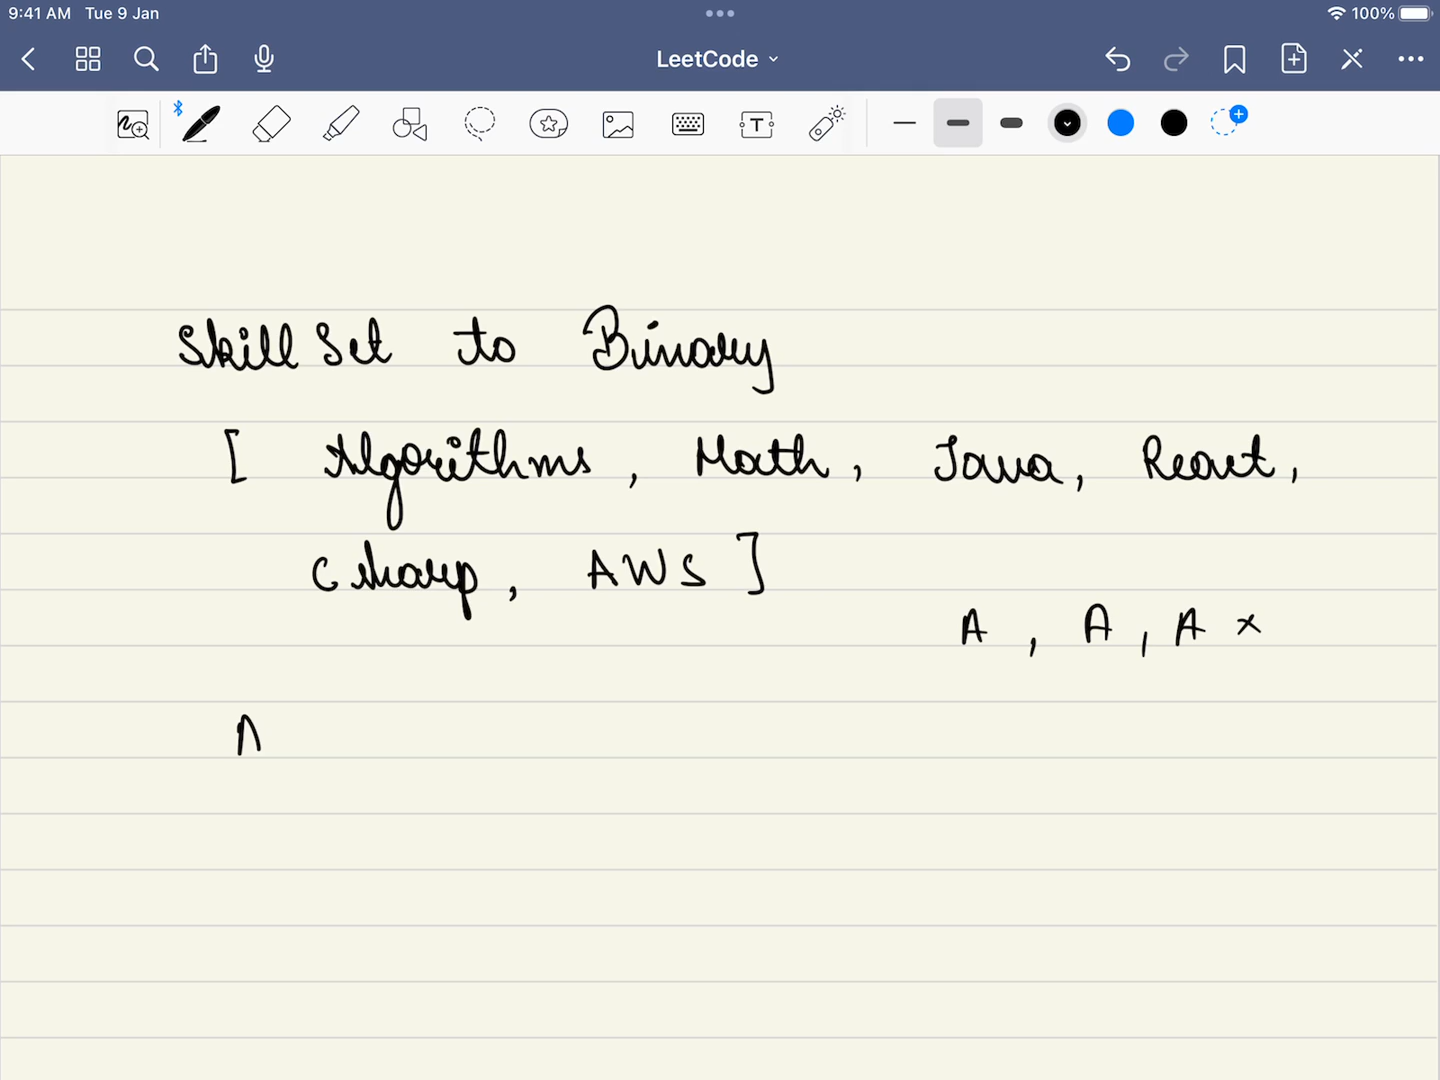 9:41 AM Tue 9 Jan
100%
LeetCode
T
Skill Set to Binary
[ Algorithms, Math, Java, React,
CSharp, AWS ]
A, A, A ×